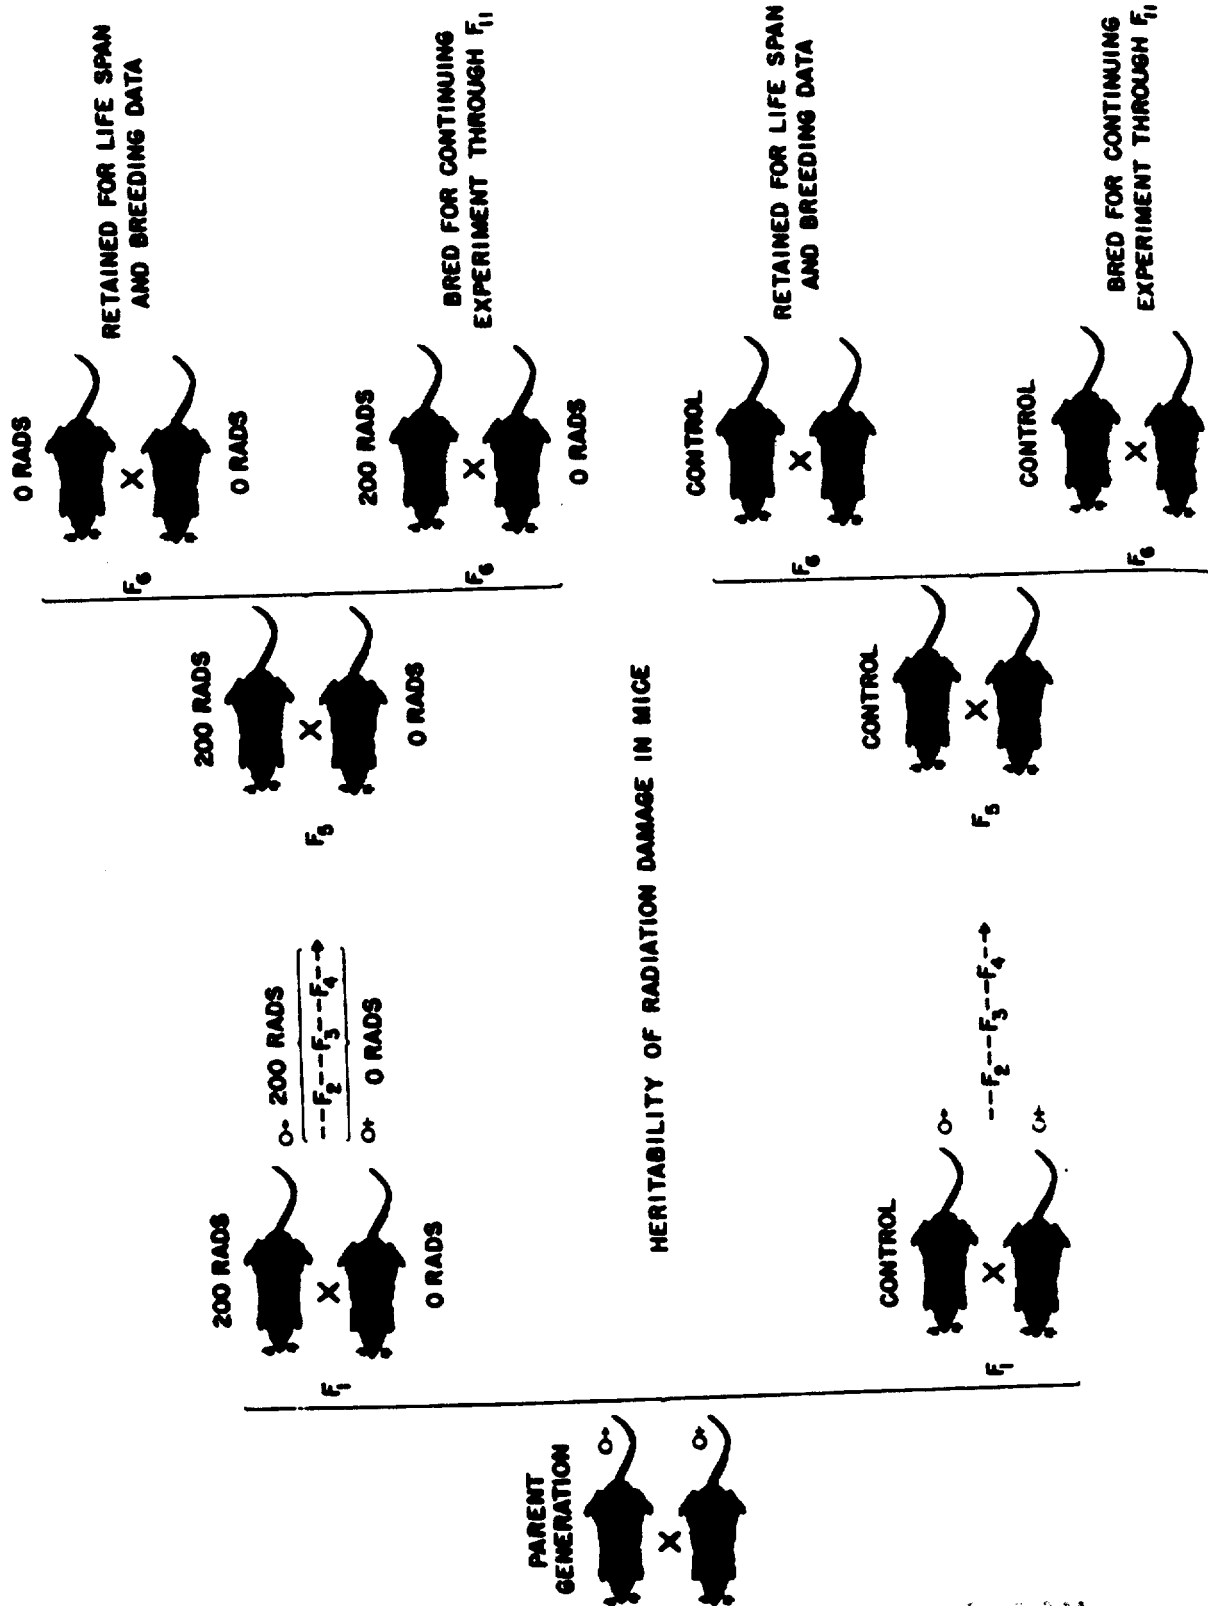 PARENT
GENERATION
F1
200 RADS
X
0 RADS
200 RADS
---F2---F3---F4--
0 RADS
F5
200 RADS
X
0 RADS
F6
0 RADS
X
0 RADS
RETAINED FOR LIFE SPAN
AND BREEDING DATA
F6
200 RADS
X
0 RADS
BRED FOR CONTINUING
EXPERIMENT THROUGH F11
HERITABILITY OF RADIATION DAMAGE IN MICE
X
F1
CONTROL
X
---F2---F3---F4--
F5
CONTROL
X
F6
CONTROL
X
RETAINED FOR LIFE SPAN
AND BREEDING DATA
F6
CONTROL
X
BRED FOR CONTINUING
EXPERIMENT THROUGH F11